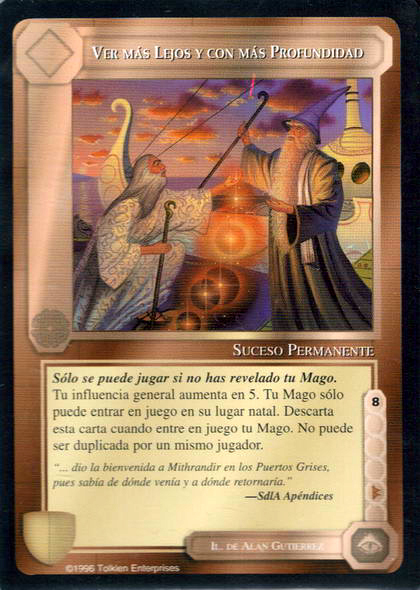 Ver más Lejos y con más Profundidad
Suceso Permanente
Sólo se puede jugar si no has revelado tu Mago.
Tu influencia general aumenta en 5. Tu Mago sólo
puede entrar en juego en su lugar natal. Descarta
esta carta cuando entre en juego tu Mago. No puede
ser duplicada por un mismo jugador.
8
"... dio la bienvenida a Mithrandir en los Puertos Grises,
pues sabía de dónde venía y a dónde retornaría."
—SdlA Apéndices
Il. de Alan Gutierrez
©1996 Tolkien Enterprises